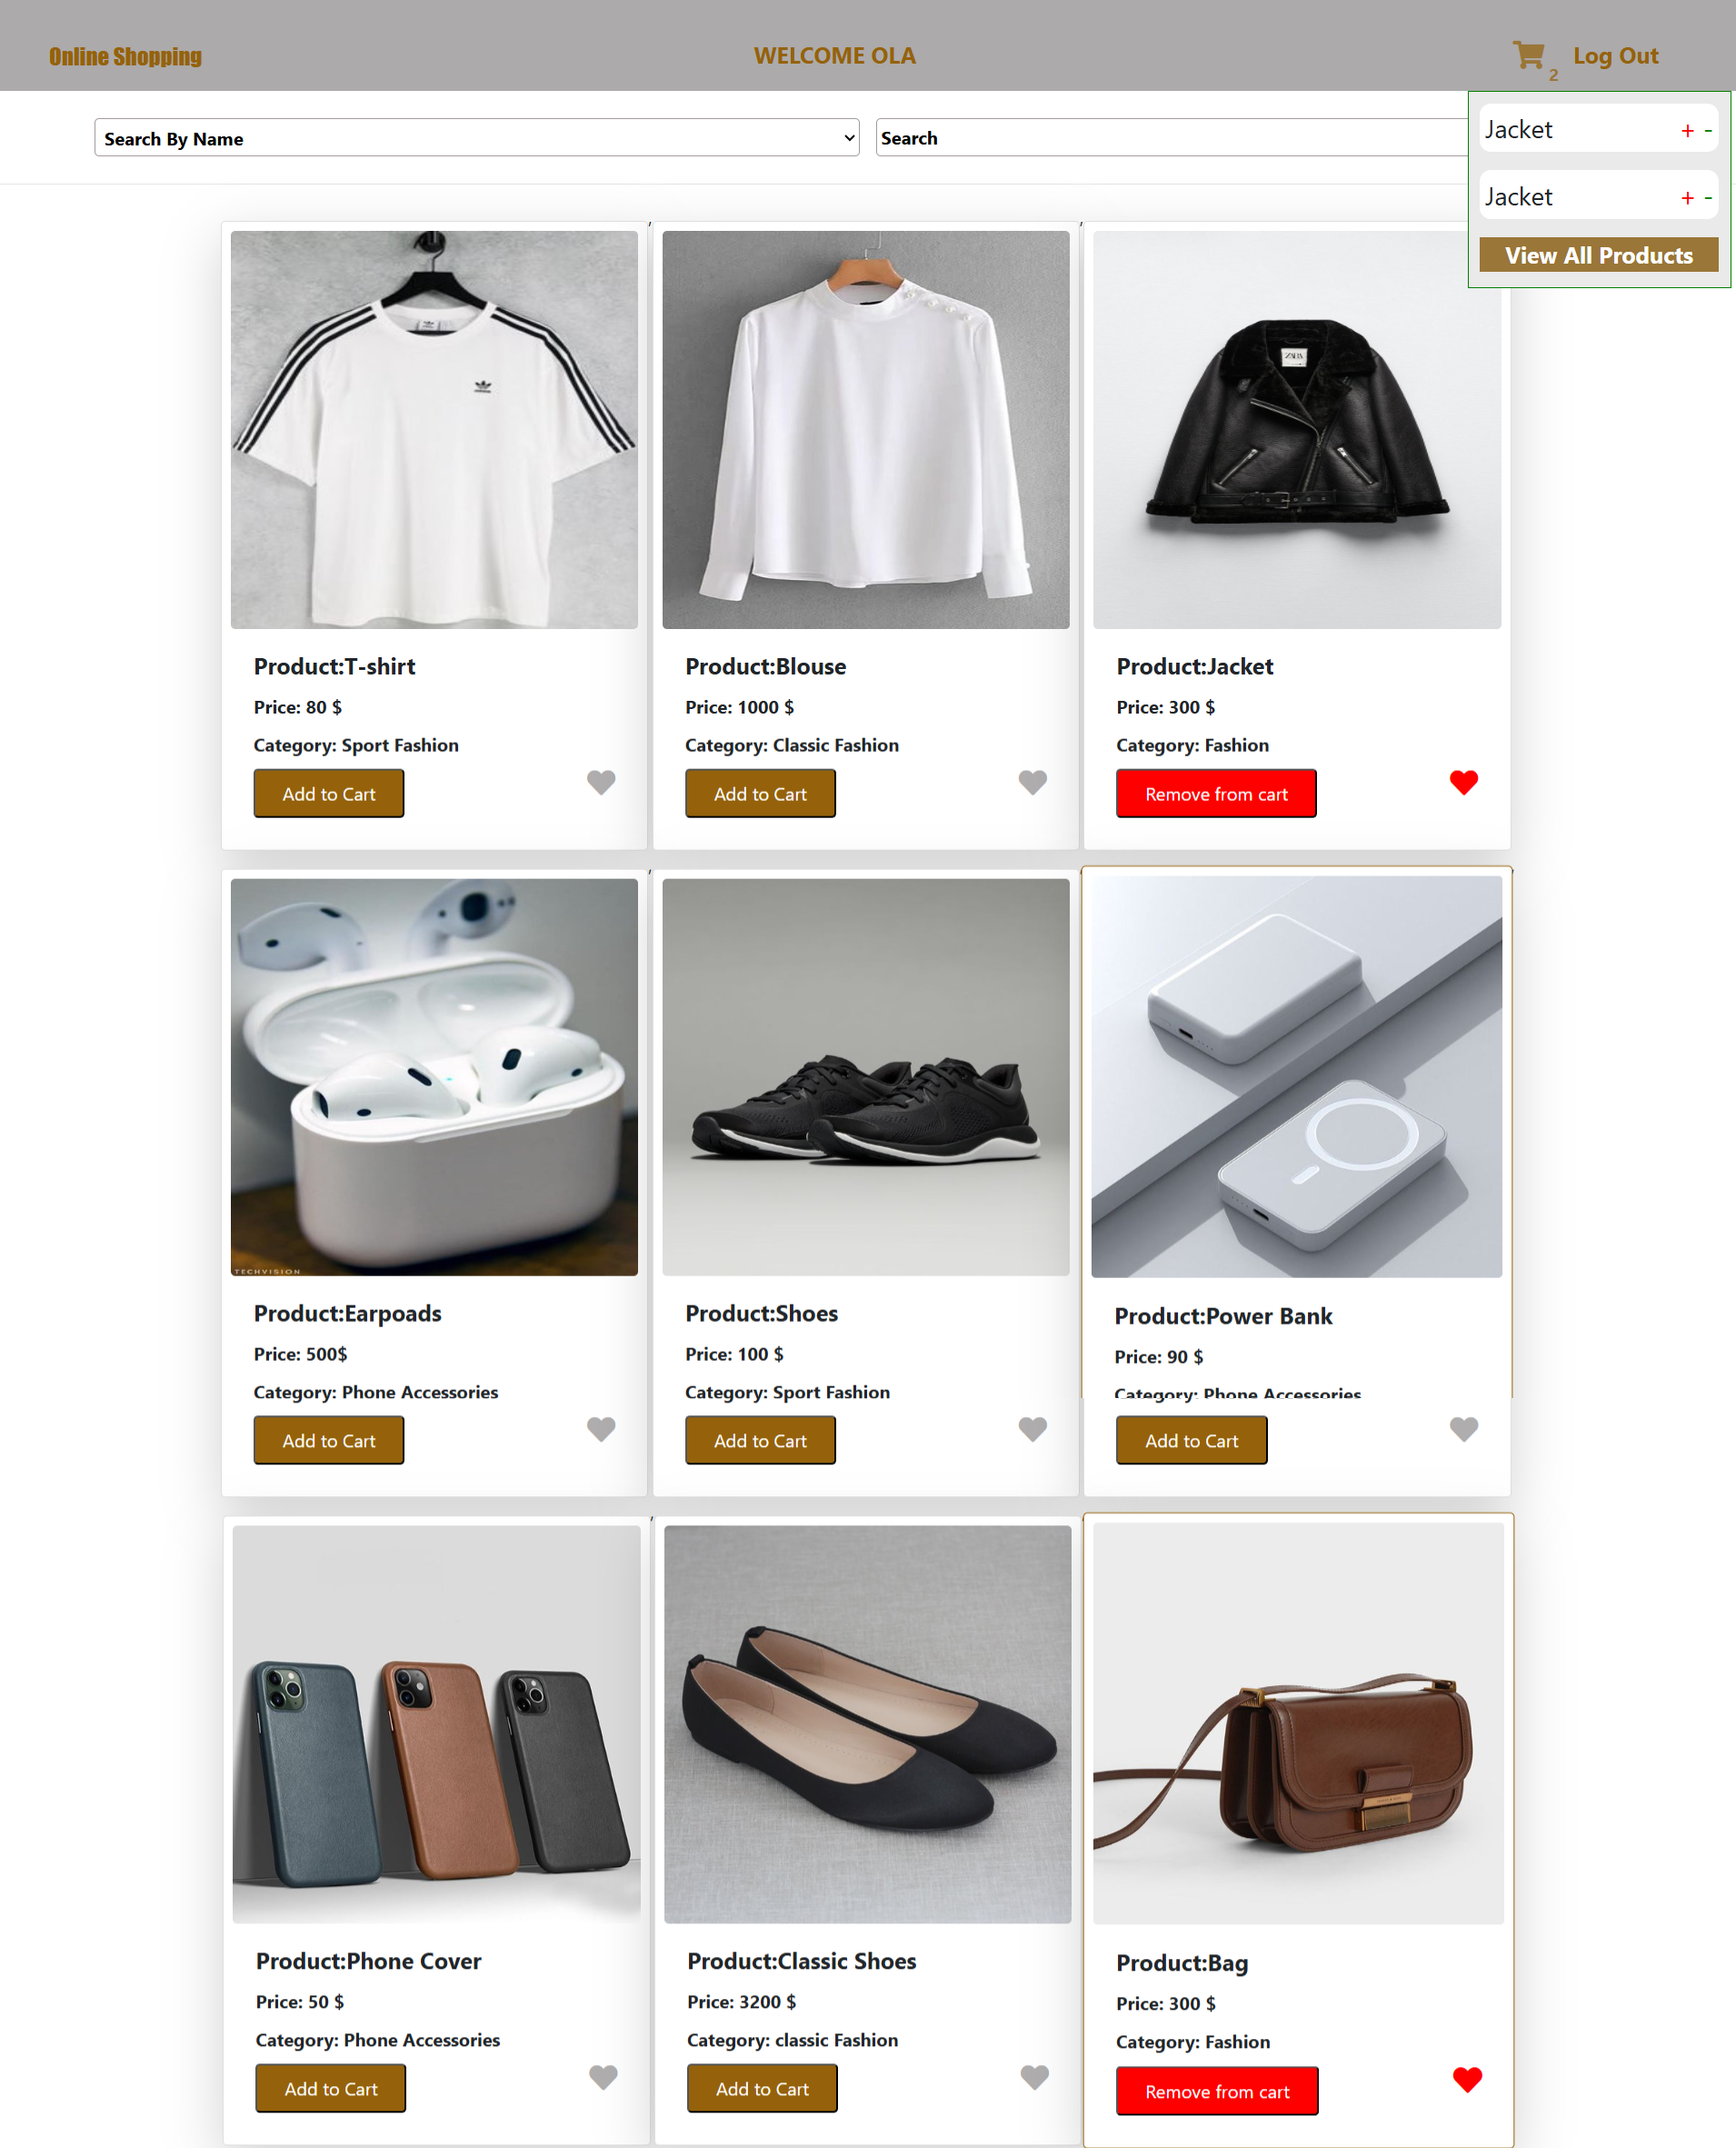 Online Shopping
WELCOME OLA
2
Log Out
Search By Name
Search
Jacket + -
Jacket + -
View All Products
ZARA
Product:T-shirt
Price: 80 $
Category: Sport Fashion
Add to Cart
Product:Blouse
Price: 1000 $
Category: Classic Fashion
Add to Cart
Product:Jacket
Price: 300 $
Category: Fashion
Remove from cart
TECHVISION
Product:Earpoads
Price: 500$
Category: Phone Accessories
Add to Cart
Product:Shoes
Price: 100 $
Category: Sport Fashion
Add to Cart
Product:Power Bank
Price: 90 $
Category: Phone Accessories
Add to Cart
Product:Phone Cover
Price: 50 $
Category: Phone Accessories
Add to Cart
Product:Classic Shoes
Price: 3200 $
Category: classic Fashion
Add to Cart
Product:Bag
Price: 300 $
Category: Fashion
Remove from cart